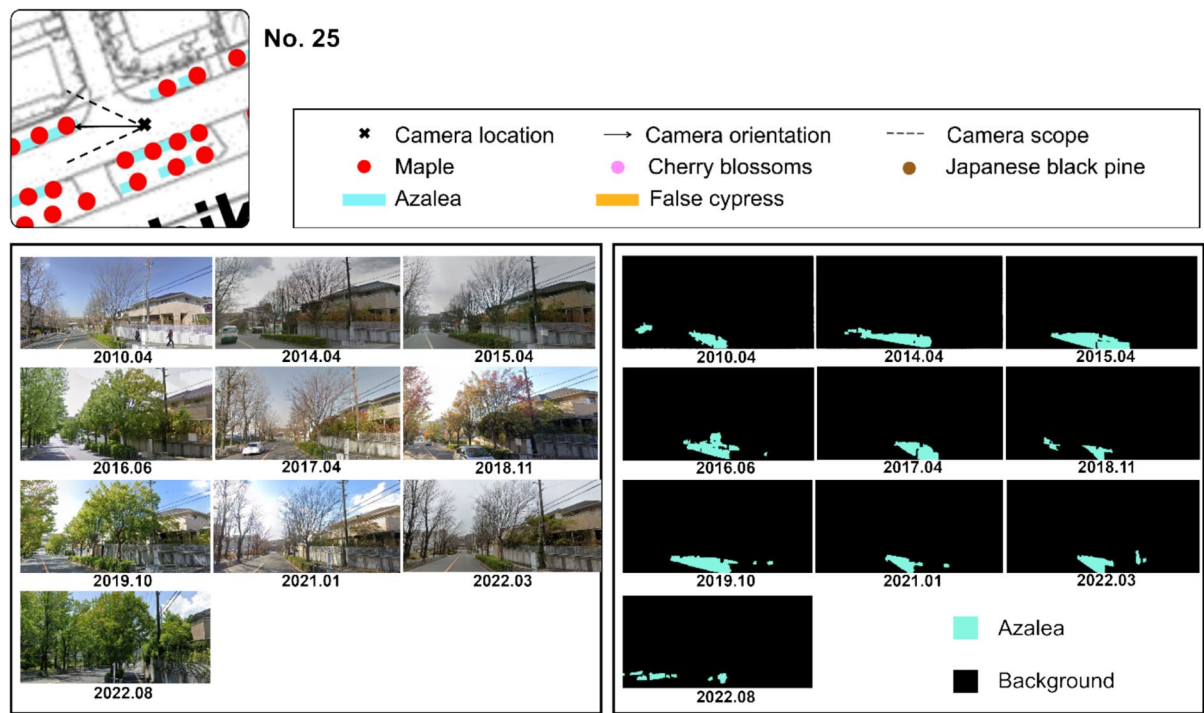 No. 25
Camera location
Camera orientation
Camera scope
Maple
Cherry blossoms
Japanese black pine
Azalea
False cypress
2010.04
2014.04
2015.04
2016.06
2017.04
2018.11
2019.10
2021.01
2022.03
2022.08
2010.04
2014.04
2015.04
2016.06
2017.04
2018.11
2019.10
2021.01
2022.03
2022.08
Azalea
Background